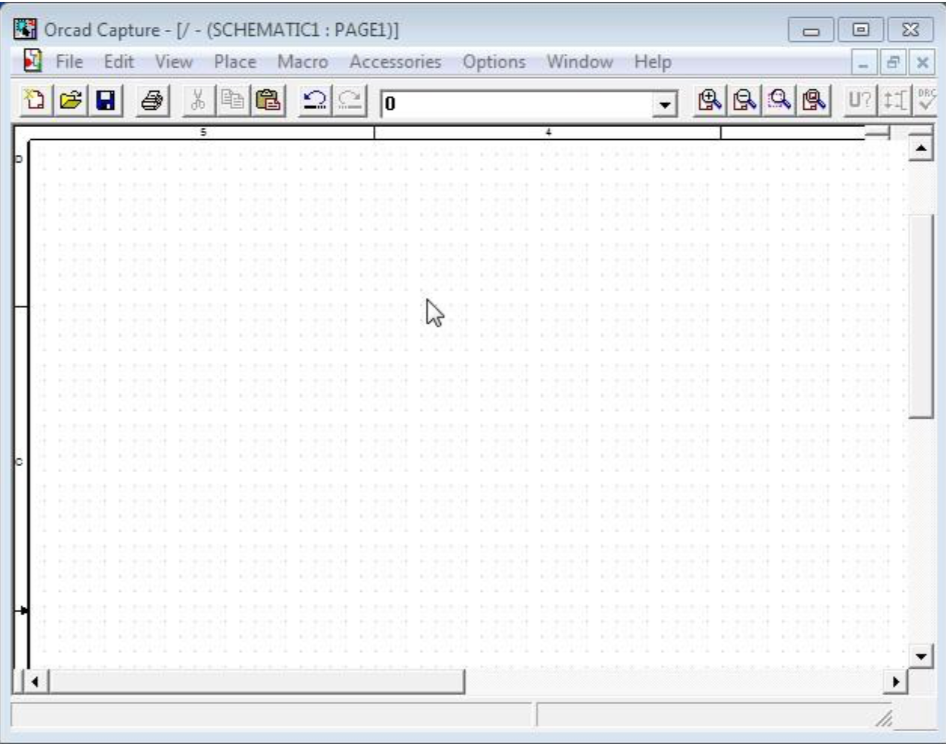 Orcad Capture - [/ - (SCHEMATIC1 : PAGE1)]
File Edit View Place Macro Accessories Options Window Help
0 U? DRC
5 4
D
C